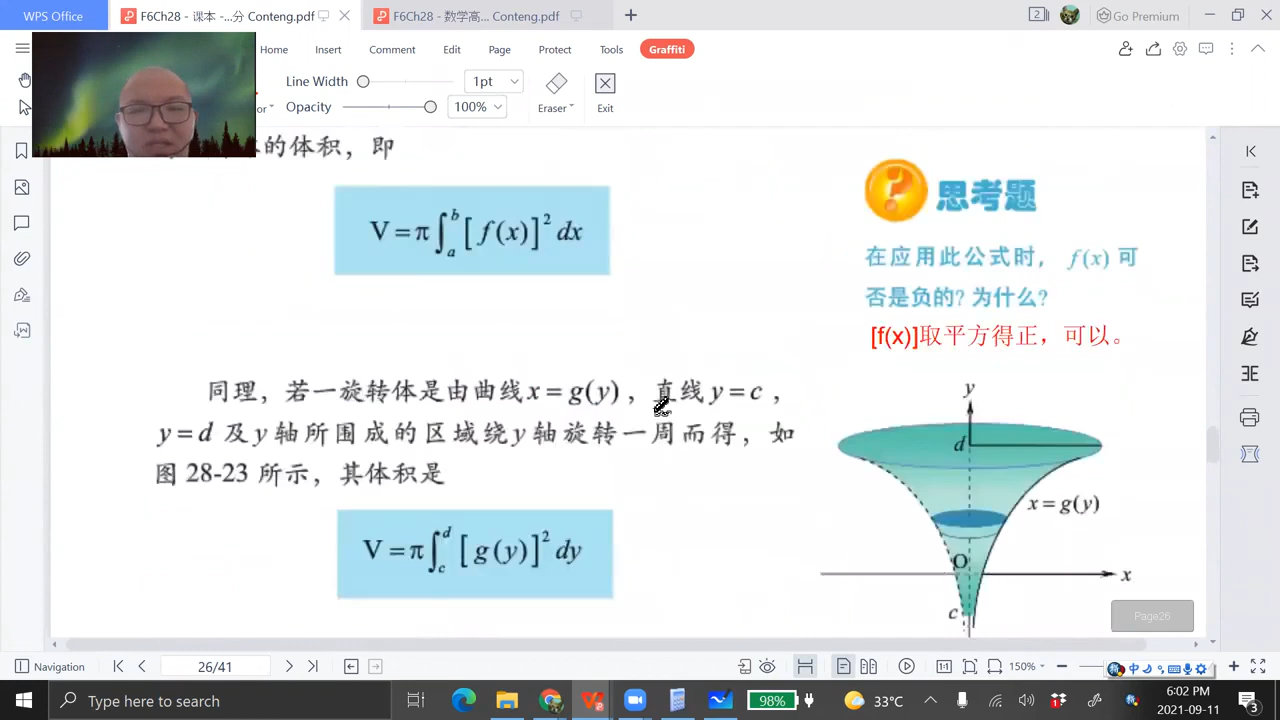 WPS Office
F6Ch28 - 课本 -...分 Conteng.pdf
F6Ch28 - 数学高... Conteng.pdf
Go Premium
Home Insert Comment Edit Page Protect Tools Graffiti
Line Width 1pt
Opacity 100%
Eraser
Exit
体的体积，即
V = π∫_a^b [f(x)]² dx
思考题
在应用此公式时，f(x) 可
否是负的? 为什么?
[f(x)]取平方得正，可以。
同理，若一旋转体是由曲线 x = g(y)，直线 y = c，
y = d 及 y 轴所围成的区域绕 y 轴旋转一周而得，如
图 28-23 所示，其体积是
V = π∫_c^d [g(y)]² dy
y
d
x = g(y)
O
x
c
Page26
Navigation
26/41
1:1
150%
中
Type here to search
98%
33°C
6:02 PM
2021-09-11
3